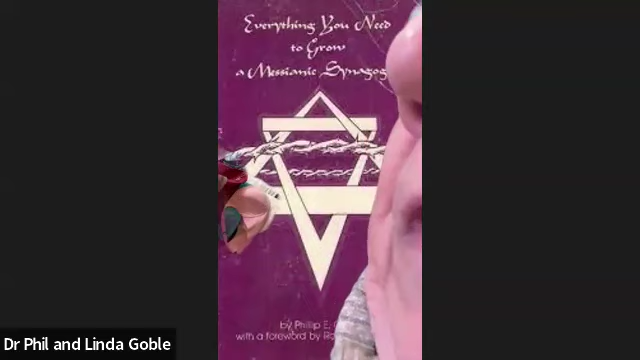 Everything You Need
to Grow
a Messianic
by Phillip E.
with a foreword by
Dr Phil and Linda Goble